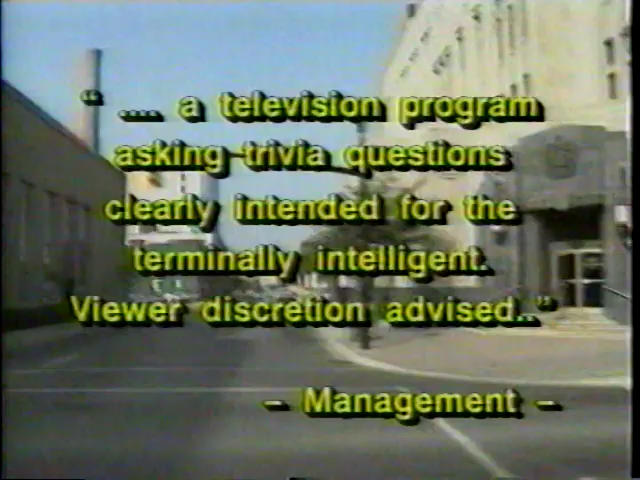 “ .... a television program
asking trivia questions
clearly intended for the
terminally intelligent.
Viewer discretion advised..”
– Management –